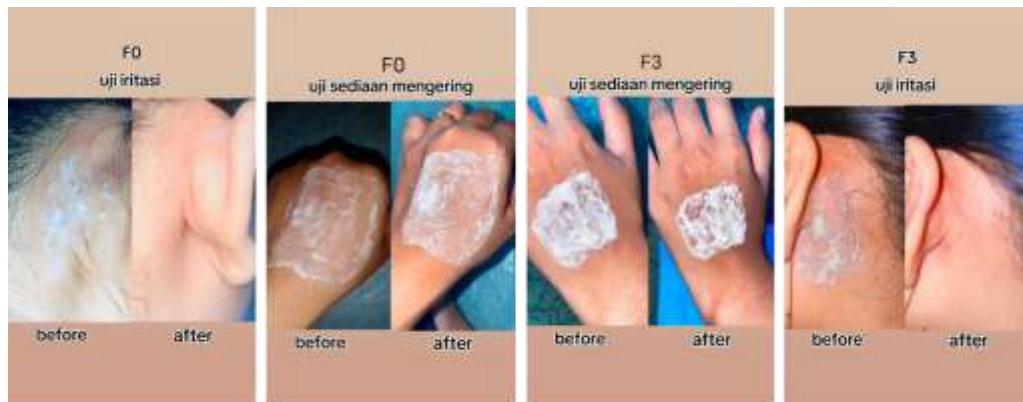 F0
uji iritasi
before
after
F0
uji sediaan mengering
before
after
F3
uji sediaan mengering
before
after
F3
uji iritasi
before
after